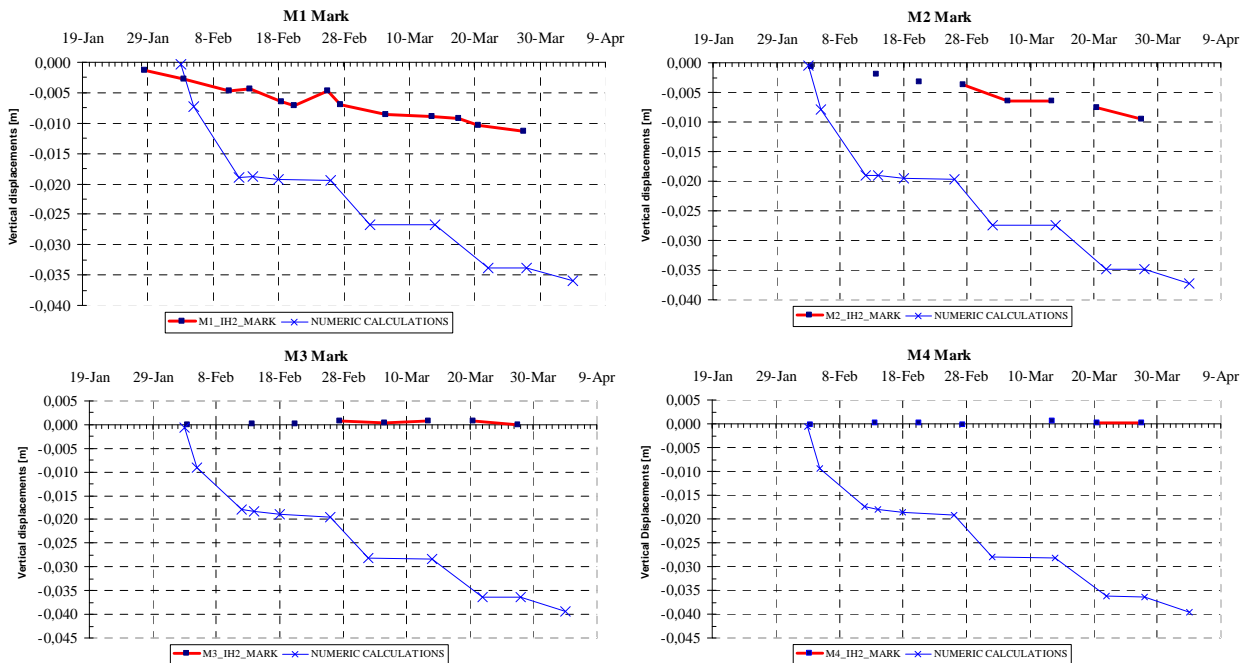 M1 Mark
19-Jan 29-Jan 8-Feb 18-Feb 28-Feb 10-Mar 20-Mar 30-Mar 9-Apr
0,000
-0,005
-0,010
-0,015
-0,020
-0,025
-0,030
-0,035
-0,040
Vertical displacements [m]
M1_IH2_MARK NUMERIC CALCULATIONS
M2 Mark
19-Jan 29-Jan 8-Feb 18-Feb 28-Feb 10-Mar 20-Mar 30-Mar 9-Apr
0,000
-0,005
-0,010
-0,015
-0,020
-0,025
-0,030
-0,035
-0,040
Vertical displacements [m]
M2_IH2_MARK NUMERIC CALCULATIONS
M3 Mark
19-Jan 29-Jan 8-Feb 18-Feb 28-Feb 10-Mar 20-Mar 30-Mar 9-Apr
0,005
0,000
-0,005
-0,010
-0,015
-0,020
-0,025
-0,030
-0,035
-0,040
-0,045
Vertical displacements [m]
M3_IH2_MARK NUMERIC CALCULATIONS
M4 Mark
19-Jan 29-Jan 8-Feb 18-Feb 28-Feb 10-Mar 20-Mar 30-Mar 9-Apr
0,005
0,000
-0,005
-0,010
-0,015
-0,020
-0,025
-0,030
-0,035
-0,040
-0,045
Vertical Displacements [m]
M4_IH2_MARK NUMERIC CALCULATIONS